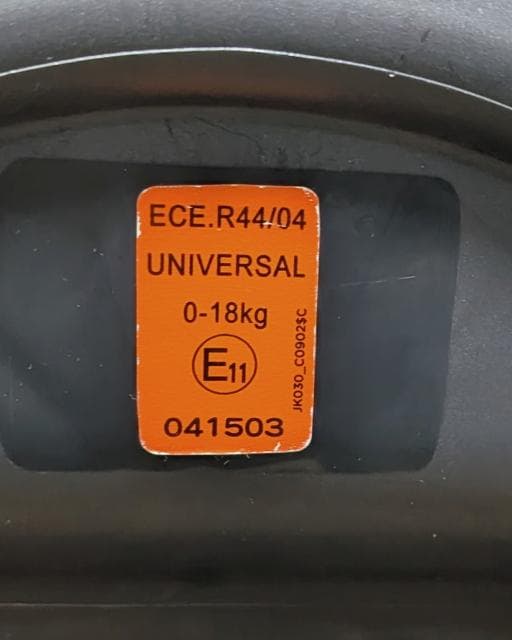 ECE.R44/04
UNIVERSAL
0-18kg
E11
041503
JK030_C0902$C